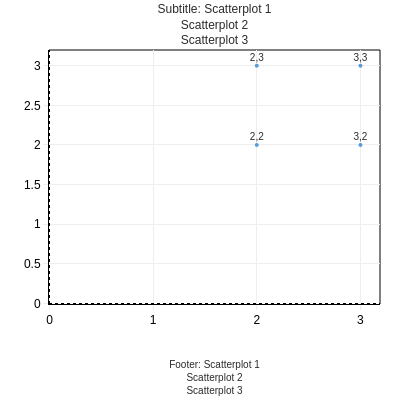 Subtitle: Scatterplot 1
Scatterplot 2
Scatterplot 3
3
2,3
3,3
2.5
2
2,2
3,2
1.5
1
0.5
0
0 1 2 3
Footer: Scatterplot 1
Scatterplot 2
Scatterplot 3